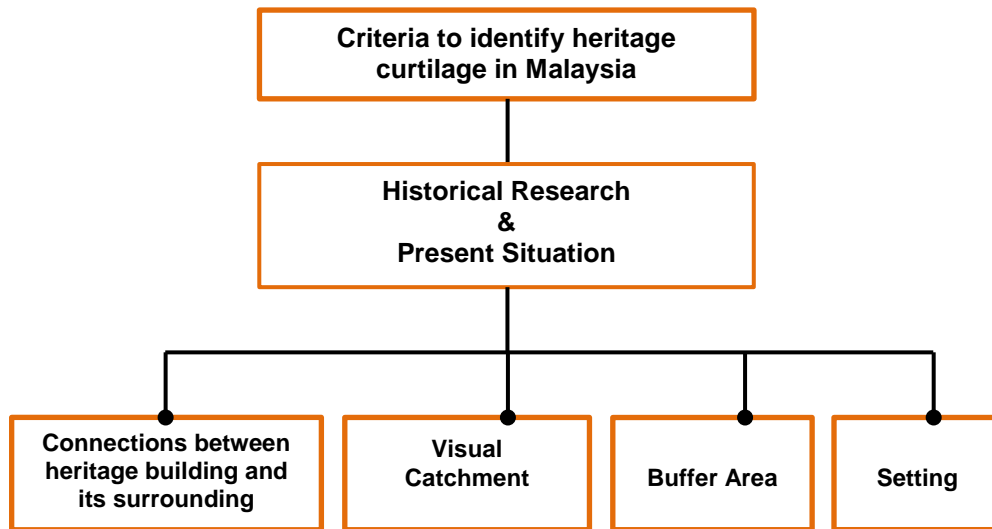 Criteria to identify heritage
curtilage in Malaysia
Historical Research
&
Present Situation
Connections between
heritage building and
its surrounding
Visual
Catchment
Buffer Area
Setting